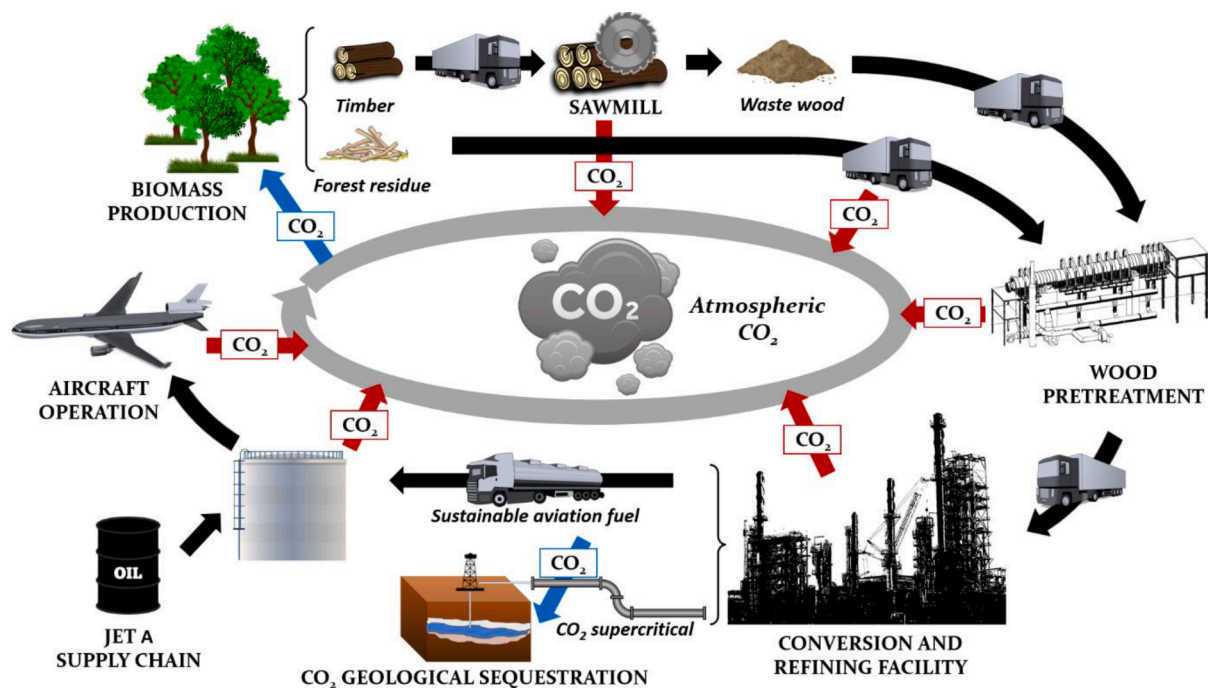 Timber
SAWMILL
Waste wood
Forest residue
BIOMASS
PRODUCTION
CO₂
CO₂
CO₂
CO₂
Atmospheric
CO₂
CO₂
CO₂
AIRCRAFT
OPERATION
WOOD
PRETREATMENT
CO₂
CO₂
Sustainable aviation fuel
OIL
CO₂
CO₂ supercritical
JET A
SUPPLY CHAIN
CO₂ GEOLOGICAL SEQUESTRATION
CONVERSION AND
REFINING FACILITY